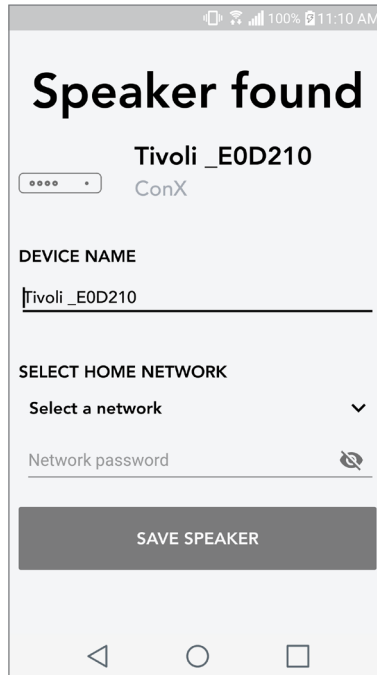 100% 11:10 AM
Speaker found
Tivoli _E0D210
ConX
DEVICE NAME
Tivoli _E0D210
SELECT HOME NETWORK
Select a network
Network password
SAVE SPEAKER